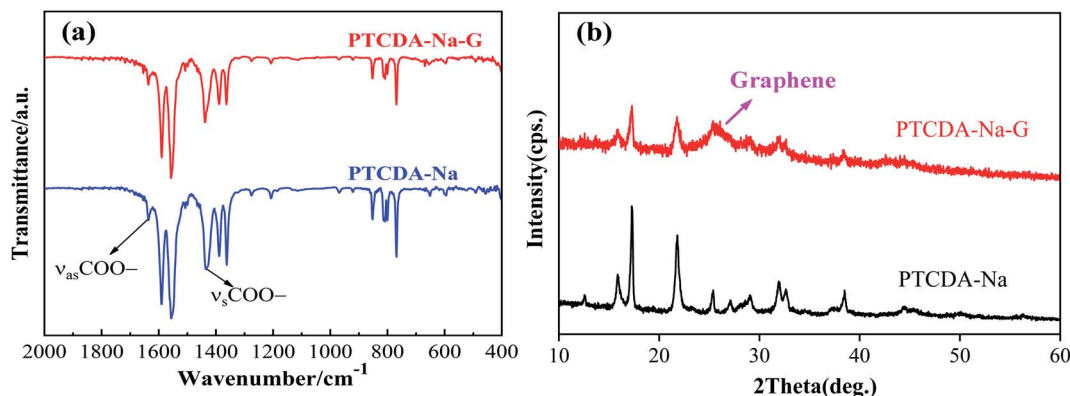 (a)
PTCDA-Na-G
PTCDA-Na
νasCOO−
νsCOO−
Transmittance/a.u.
2000 1800 1600 1400 1200 1000 800 600 400
Wavenumber/cm⁻¹
(b)
Graphene
PTCDA-Na-G
PTCDA-Na
Intensity(cps.)
10 20 30 40 50 60
2Theta(deg.)